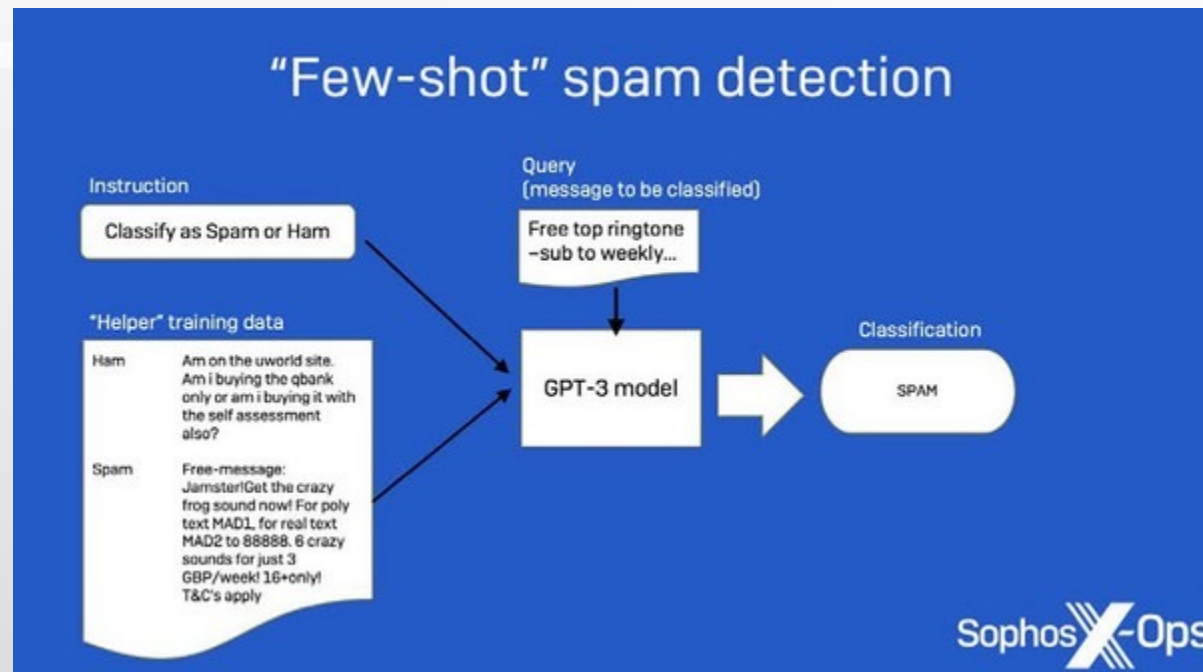 “Few-shot” spam detection
Instruction
Classify as Spam or Ham
Query
(message to be classified)
Free top ringtone
–sub to weekly...
"Helper" training data
Ham
Am on the uworld site.
Am i buying the qbank
only or am i buying it with
the self assessment
also?
Spam
Free-message:
Jamster!Get the crazy
frog sound now! For poly
text MAD1, for real text
MAD2 to 88888. 6 crazy
sounds for just 3
GBP/week! 16+only!
T&C's apply
GPT-3 model
Classification
SPAM
Sophos X-Ops